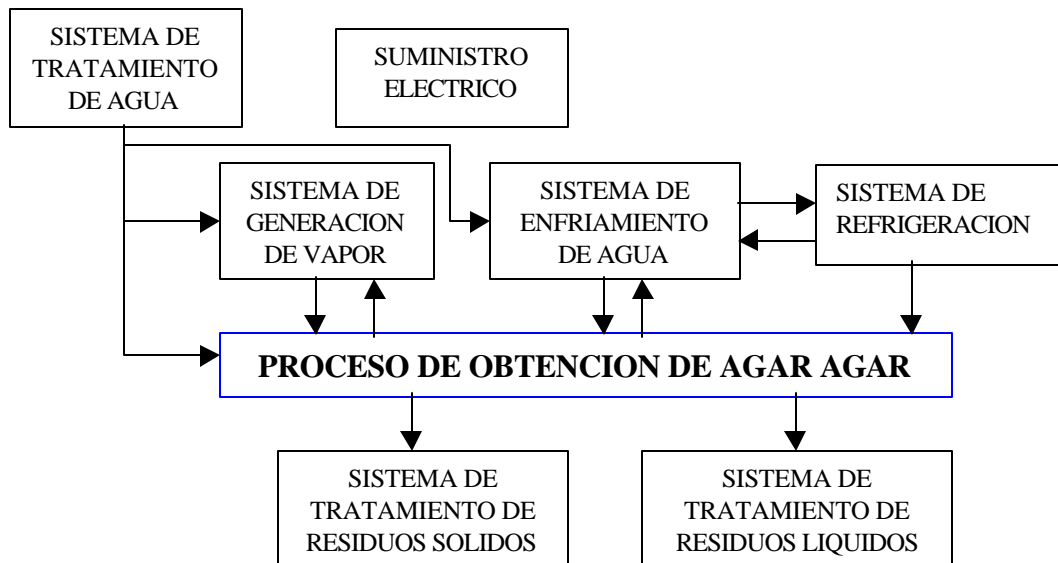 SISTEMA DE
TRATAMIENTO
DE AGUA
SUMINISTRO
ELECTRICO
SISTEMA DE
GENERACION
DE VAPOR
SISTEMA DE
ENFRIAMIENTO
DE AGUA
SISTEMA DE
REFRIGERACION
PROCESO DE OBTENCION DE AGAR AGAR
SISTEMA DE
TRATAMIENTO DE
RESIDUOS SOLIDOS
SISTEMA DE
TRATAMIENTO DE
RESIDUOS LIQUIDOS